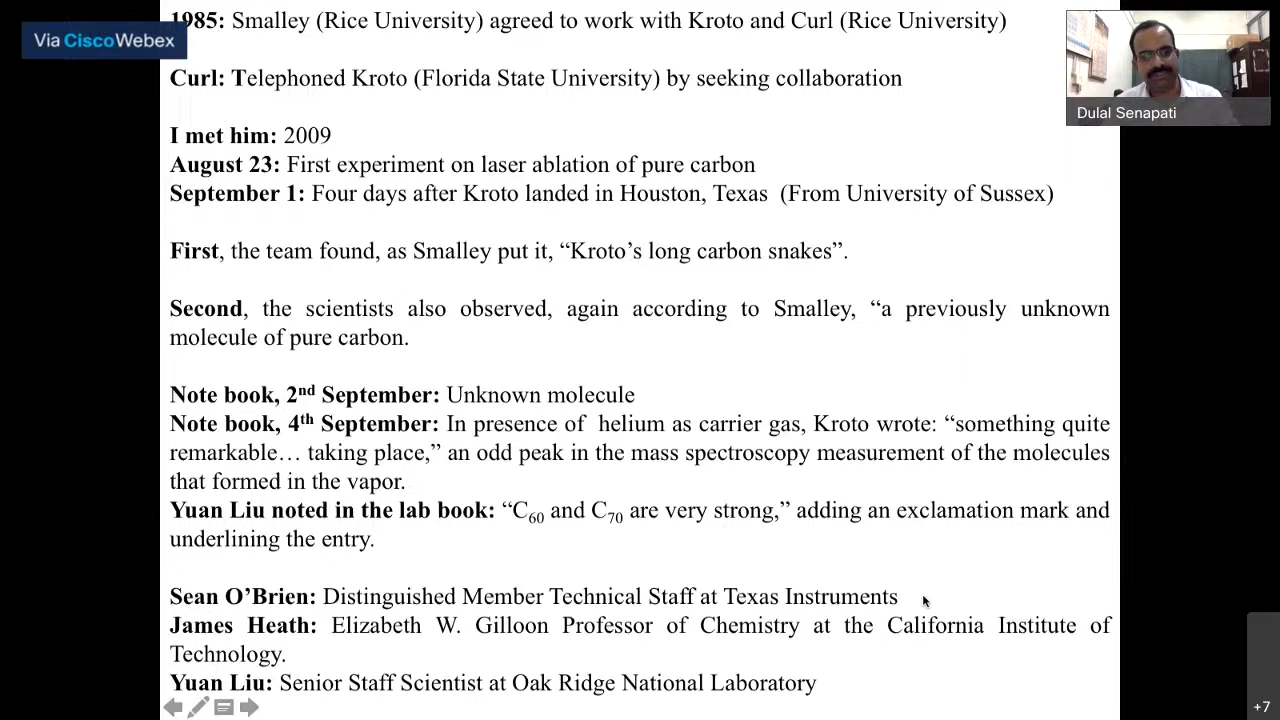 1985: Smalley (Rice University) agreed to work with Kroto and Curl (Rice University)
Via CiscoWebex
Curl: Telephoned Kroto (Florida State University) by seeking collaboration
Dulal Senapati
I met him: 2009
August 23: First experiment on laser ablation of pure carbon
September 1: Four days after Kroto landed in Houston, Texas (From University of Sussex)
First, the team found, as Smalley put it, “Kroto’s long carbon snakes”.
Second, the scientists also observed, again according to Smalley, “a previously unknown
molecule of pure carbon.
Note book, 2nd September: Unknown molecule
Note book, 4th September: In presence of helium as carrier gas, Kroto wrote: “something quite
remarkable… taking place,” an odd peak in the mass spectroscopy measurement of the molecules
that formed in the vapor.
Yuan Liu noted in the lab book: “C60 and C70 are very strong,” adding an exclamation mark and
underlining the entry.
Sean O’Brien: Distinguished Member Technical Staff at Texas Instruments
James Heath: Elizabeth W. Gilloon Professor of Chemistry at the California Institute of
Technology.
Yuan Liu: Senior Staff Scientist at Oak Ridge National Laboratory
+7